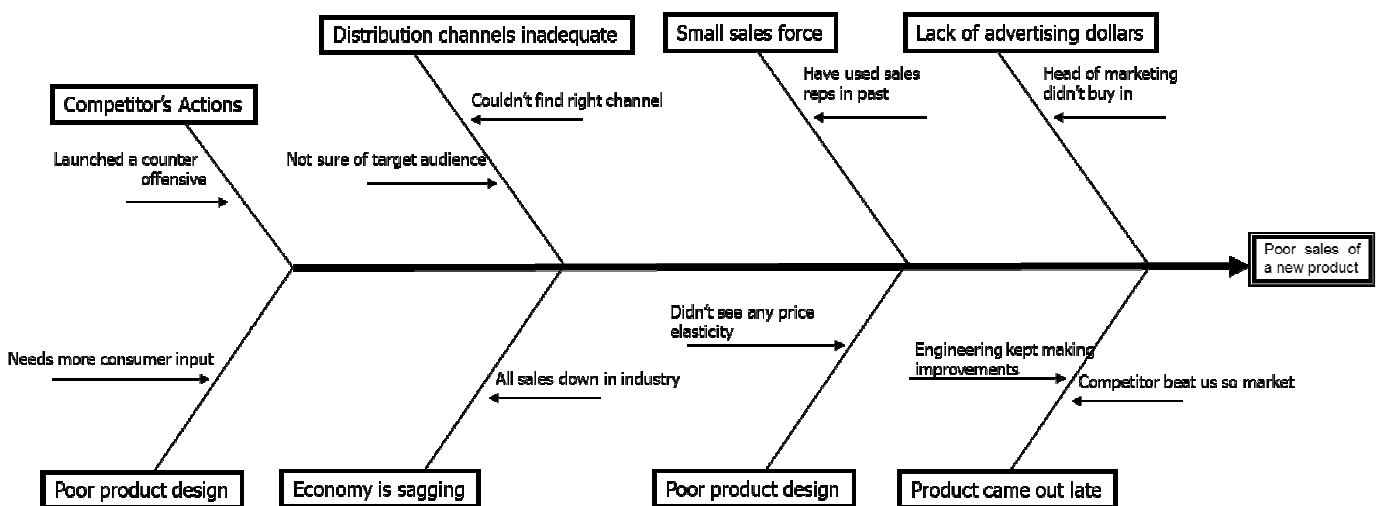 Distribution channels inadequate
Small sales force
Lack of advertising dollars
Competitor's Actions
Couldn't find right channel
Have used sales
reps in past
Head of marketing
didn't buy in
Launched a counter
offensive
Not sure of target audience
Poor sales of
a new product
Needs more consumer input
All sales down in industry
Didn't see any price
elasticity
Engineering kept making
improvements
Competitor beat us so market
Poor product design
Economy is sagging
Poor product design
Product came out late